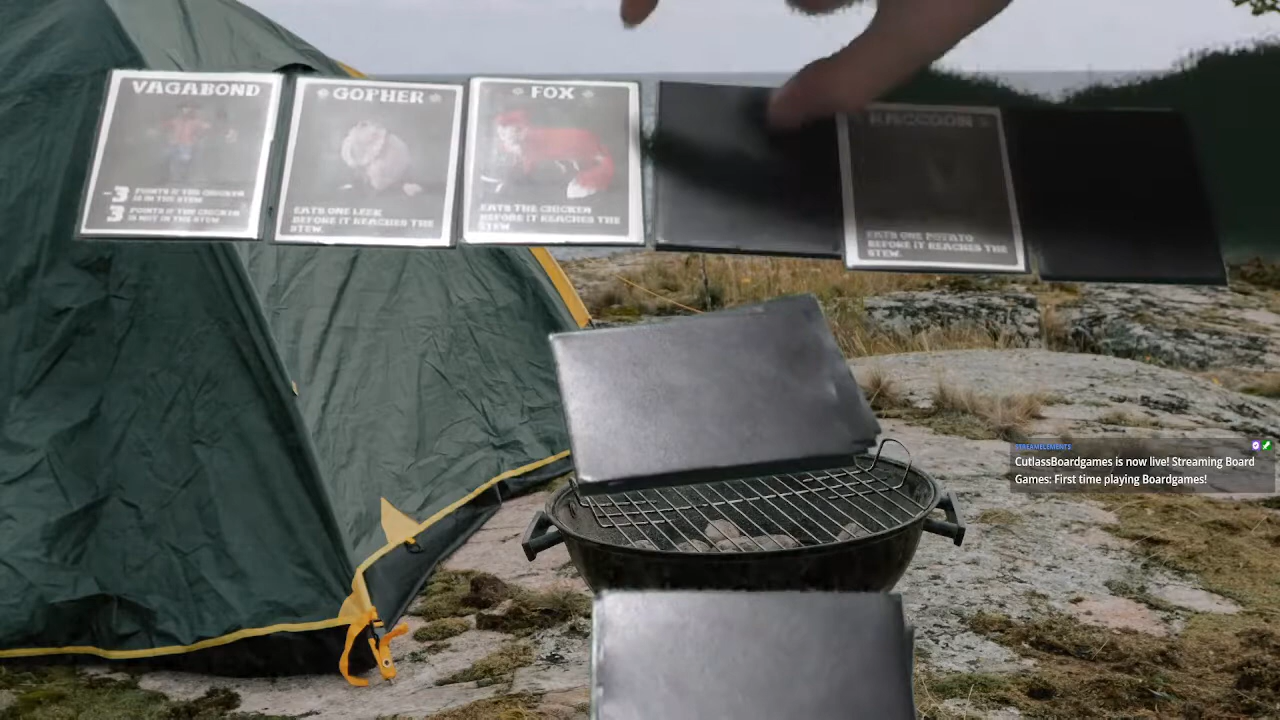 VAGABOND
-3 POINTS IF THE CHICKEN
IS IN THE STEW
3 POINTS IF THE CHICKEN
IS NOT IN THE STEW
GOPHER
EATS ONE LEEK
BEFORE IT REACHES THE
STEW.
FOX
EATS THE CHICKEN
BEFORE IT REACHES THE
STEW.
RACCOON
EATS ONE POTATO
BEFORE IT REACHES THE
STEW.
STREAMELEMENTS
CutlassBoardgames is now live! Streaming Board
Games: First time playing Boardgames!